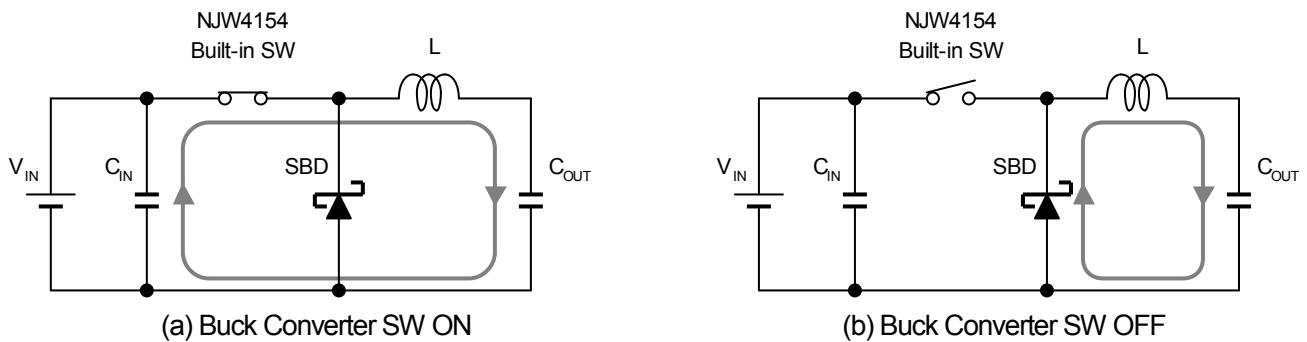 NJW4154
Built-in SW
L
V IN
C IN
SBD
C OUT
(a) Buck Converter SW ON
NJW4154
Built-in SW
L
V IN
C IN
SBD
C OUT
(b) Buck Converter SW OFF